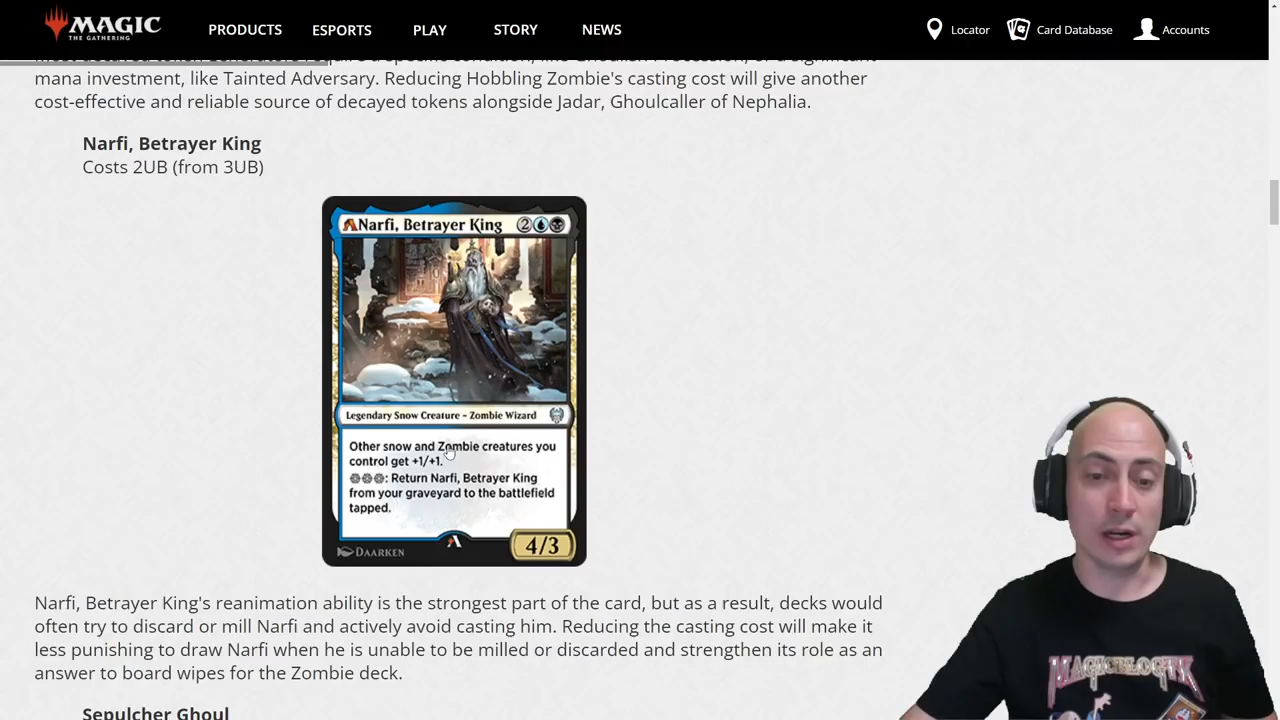 MAGIC
THE GATHERING
PRODUCTS
ESPORTS
PLAY
STORY
NEWS
Locator
Card Database
Accounts
mana investment, like Tainted Adversary. Reducing Hobbling Zombie's casting cost will give another
cost-effective and reliable source of decayed tokens alongside Jadar, Ghoulcaller of Nephalia.
Narfi, Betrayer King
Costs 2UB (from 3UB)
Narfi, Betrayer King 2
Legendary Snow Creature – Zombie Wizard
Other snow and Zombie creatures you
control get +1/+1.
: Return Narfi, Betrayer King
from your graveyard to the battlefield
tapped.
4/3
DAARKEN
Narfi, Betrayer King's reanimation ability is the strongest part of the card, but as a result, decks would
often try to discard or mill Narfi and actively avoid casting him. Reducing the casting cost will make it
less punishing to draw Narfi when he is unable to be milled or discarded and strengthen its role as an
answer to board wipes for the Zombie deck.
Sepulcher Ghoul